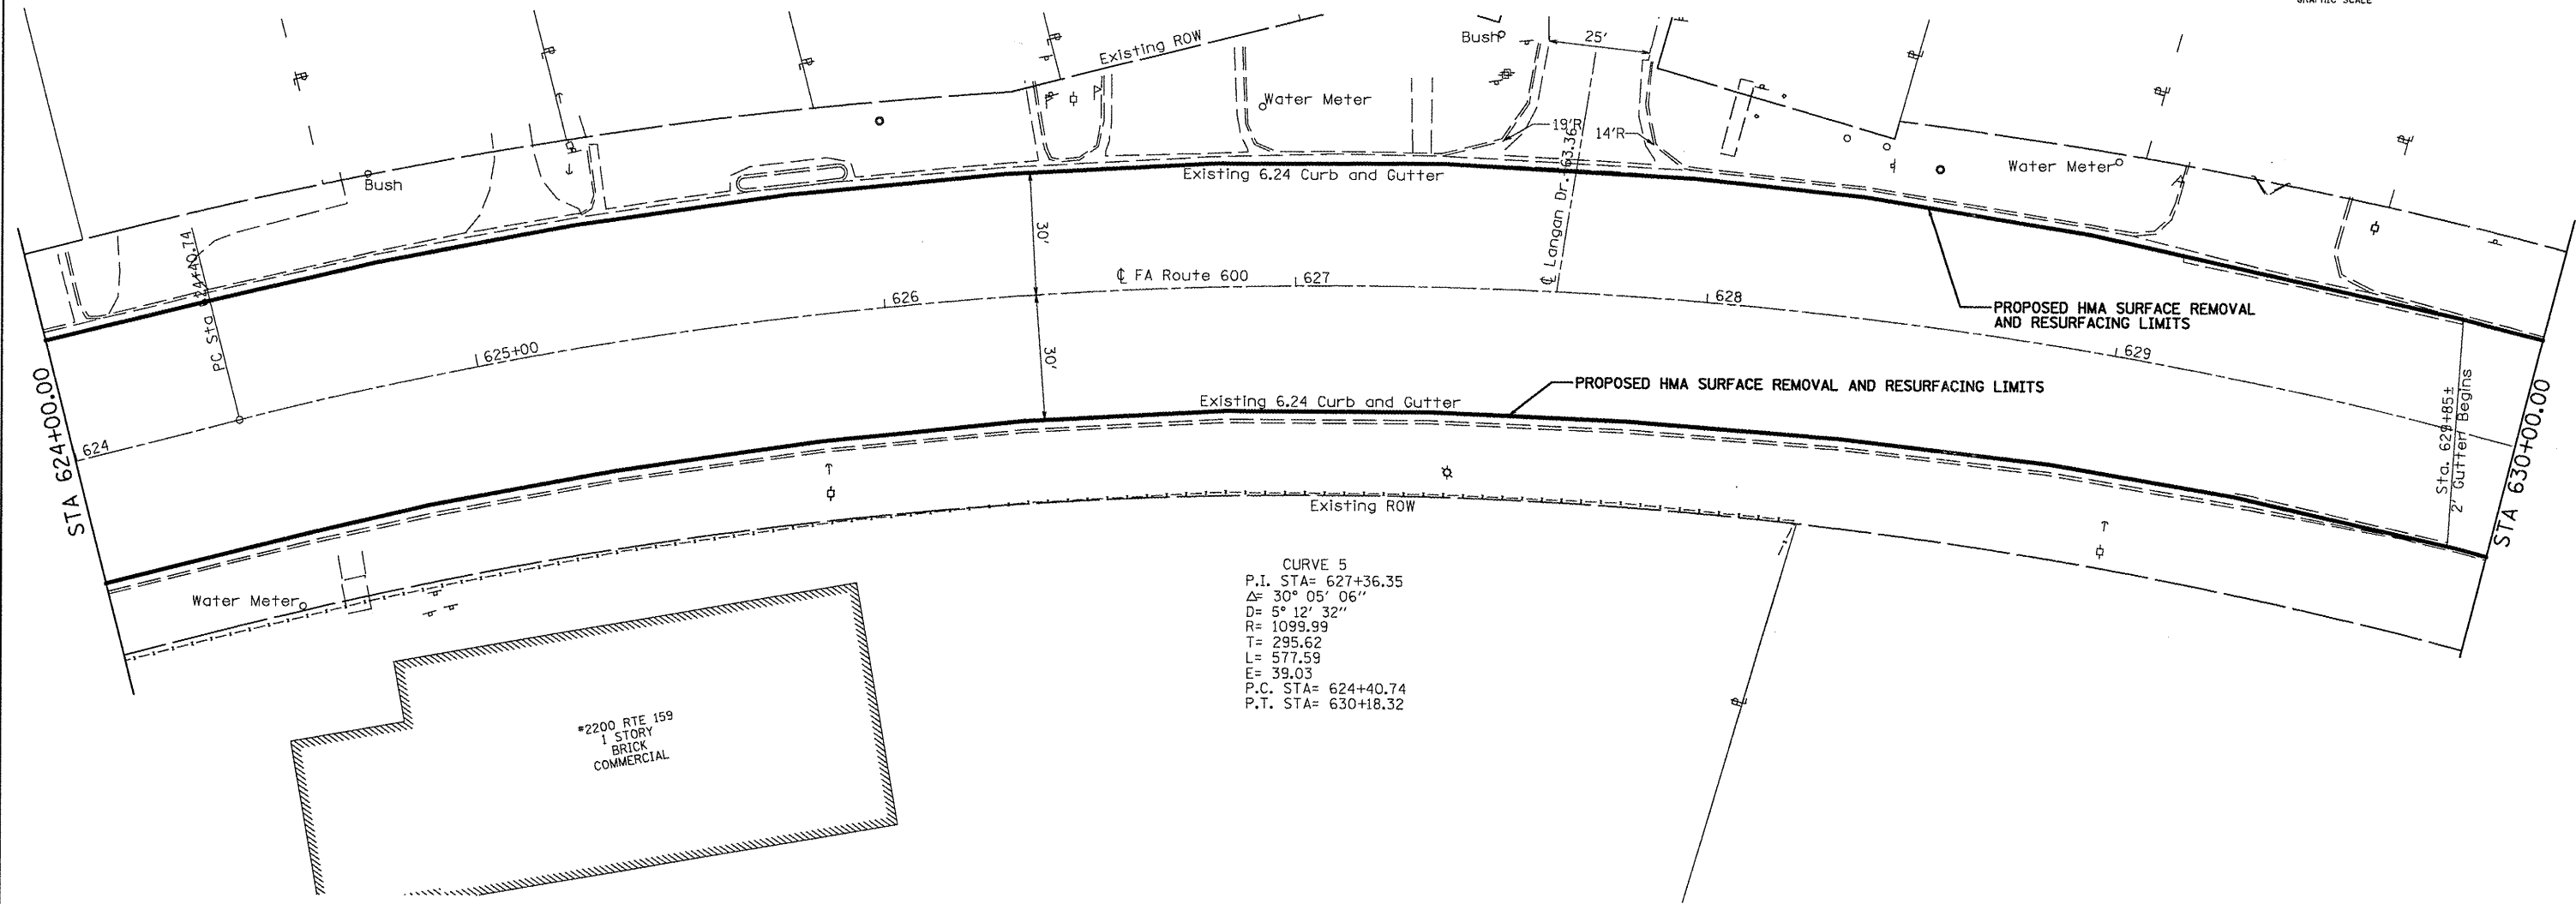 GRAPHIC SCALE
Existing ROW
Bush
25'
Water Meter
19'R
14'R
Bush
Water Meter
Existing 6.24 Curb and Gutter
PC Sta 624+40.74
30'
℄ FA Route 600
℄ Langan Dr.
626
627
628
PROPOSED HMA SURFACE REMOVAL
AND RESURFACING LIMITS
625+00
30'
629
PROPOSED HMA SURFACE REMOVAL AND RESURFACING LIMITS
Existing 6.24 Curb and Gutter
624
STA 624+00.00
Sta. 629+85±
2' Gutter Begins
STA 630+00.00
Existing ROW
Water Meter
CURVE 5
P.I. STA= 627+36.35
Δ= 30° 05' 06"
D= 5° 12' 32"
R= 1099.99
T= 295.62
L= 577.59
E= 39.03
P.C. STA= 624+40.74
P.T. STA= 630+18.32
#2200 RTE 159
1 STORY
BRICK
COMMERCIAL